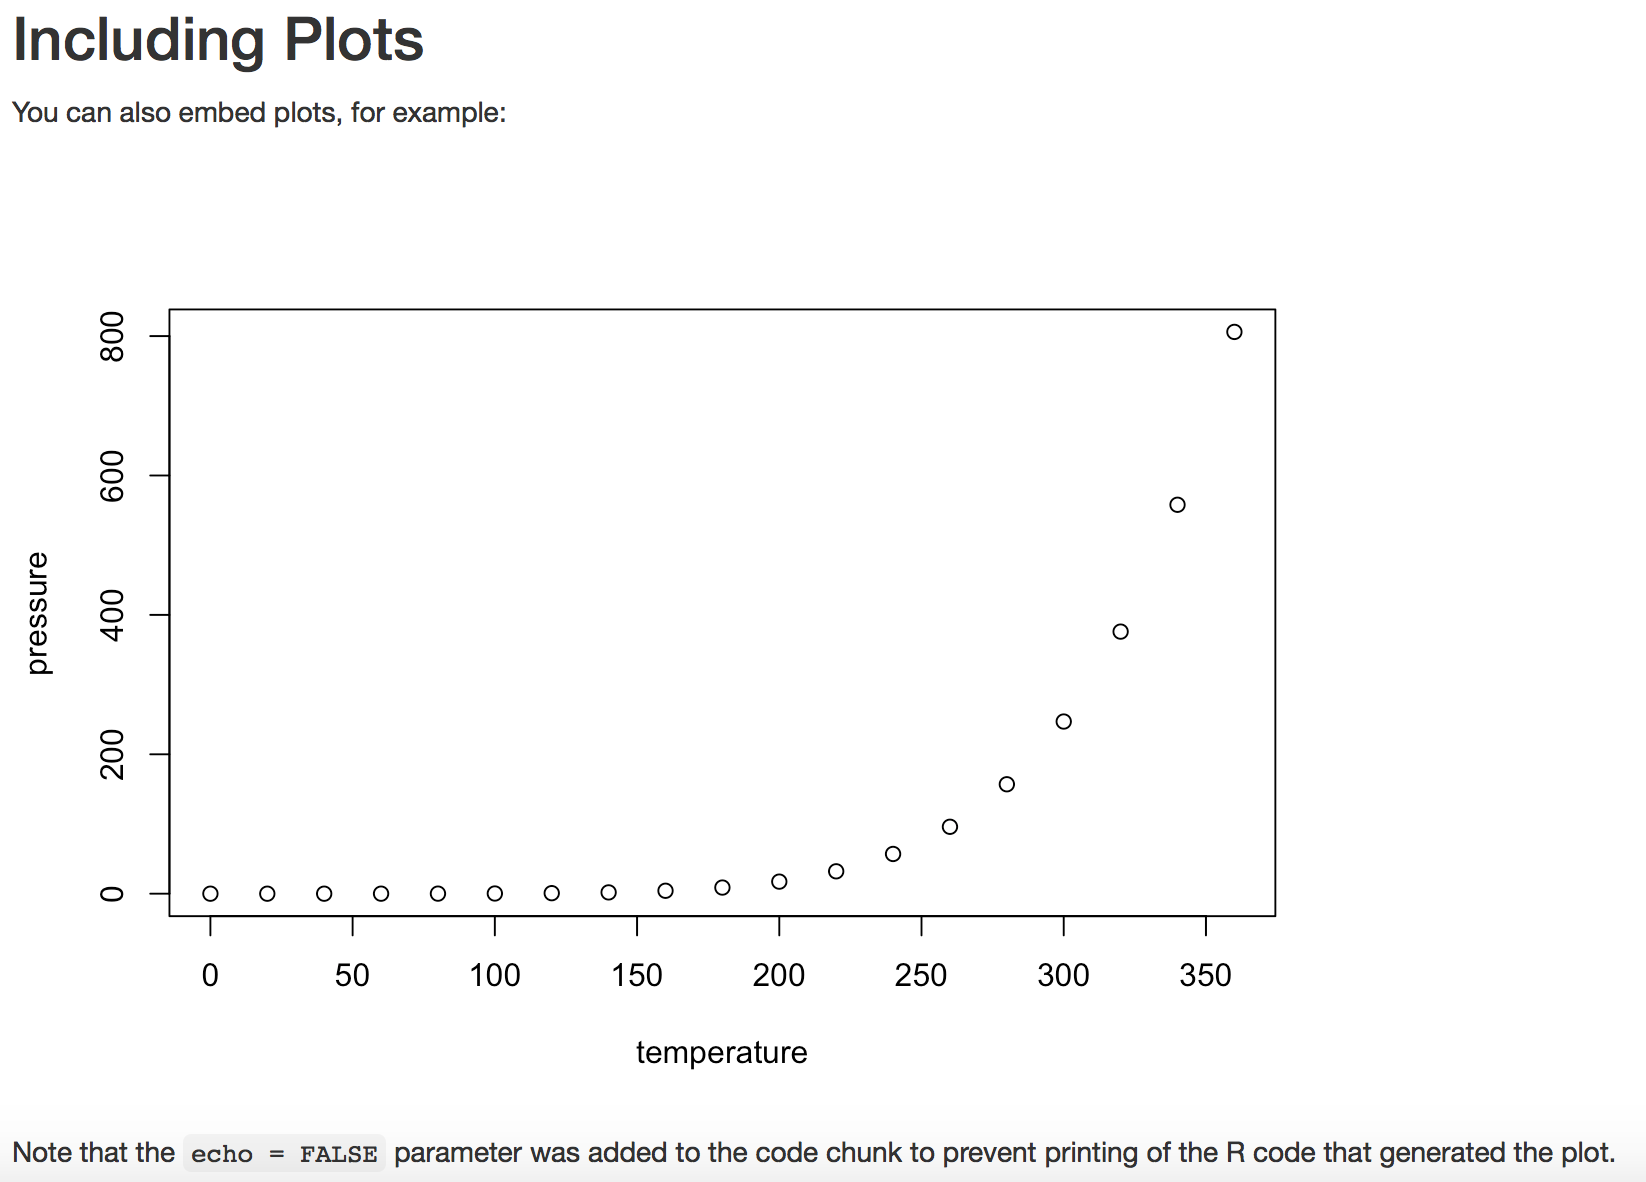 Including Plots
You can also embed plots, for example:
800
600
400
200
0
pressure
0 50 100 150 200 250 300 350
temperature
Note that the echo = FALSE parameter was added to the code chunk to prevent printing of the R code that generated the plot.